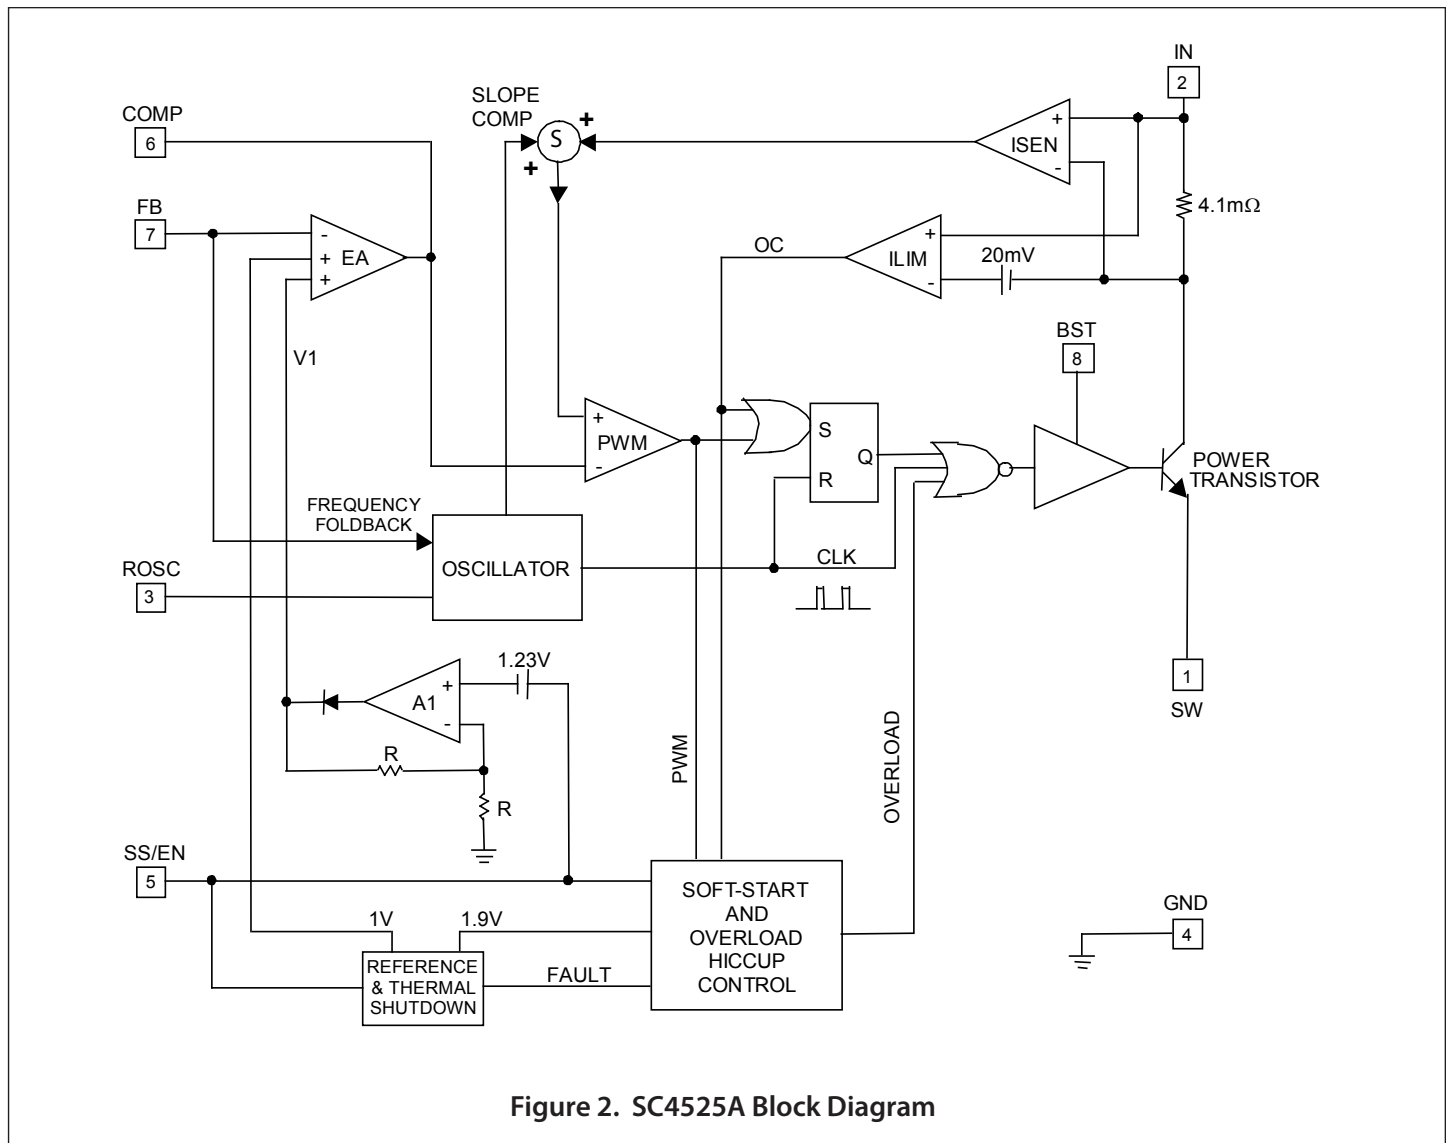 IN
2
SLOPE
COMP
+
S
+
COMP
6
+
ISEN
-
FB
7
-
+
+
EA
4.1mΩ
OC
+
ILIM
-
20mV
V1
BST
8
+
PWM
-
S
Q
R
POWER
TRANSISTOR
FREQUENCY
FOLDBACK
OSCILLATOR
CLK
ROSC
3
1.23V
+
A1
-
1
SW
R
R
PWM
OVERLOAD
SS/EN
5
SOFT-START
AND
OVERLOAD
HICCUP
CONTROL
1V
1.9V
REFERENCE
& THERMAL
SHUTDOWN
FAULT
GND
4
Figure 2. SC4525A Block Diagram